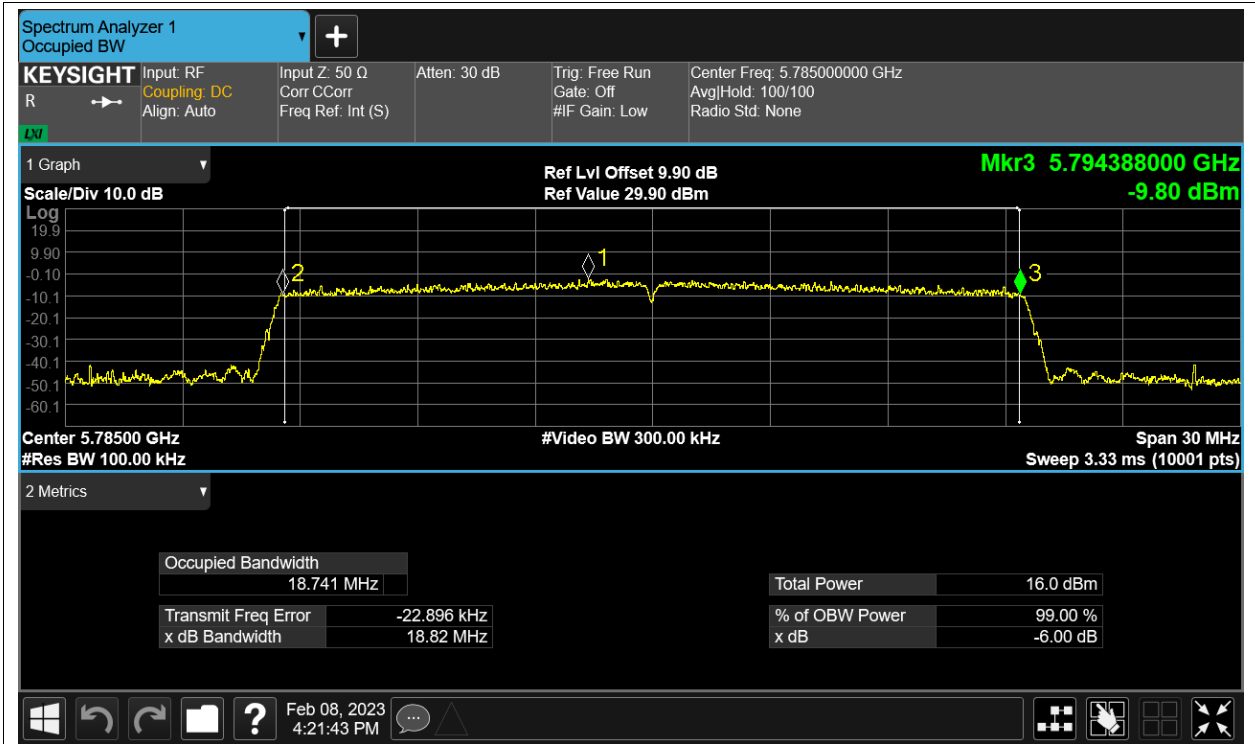 Spectrum Analyzer 1
Occupied BW
KEYSIGHT
R
LXI
Input: RF
Coupling: DC
Align: Auto
Input Z: 50 Ω
Corr CCorr
Freq Ref: Int (S)
Atten: 30 dB
Trig: Free Run
Gate: Off
#IF Gain: Low
Center Freq: 5.785000000 GHz
Avg|Hold: 100/100
Radio Std: None
1 Graph
Scale/Div 10.0 dB
Ref Lvl Offset 9.90 dB
Ref Value 29.90 dBm
Mkr3 5.794388000 GHz
-9.80 dBm
Log
19.9
9.90
-0.10
-10.1
-20.1
-30.1
-40.1
-50.1
-60.1
2
1
3
Center 5.78500 GHz
#Res BW 100.00 kHz
#Video BW 300.00 kHz
Span 30 MHz
Sweep 3.33 ms (10001 pts)
2 Metrics
Occupied Bandwidth
18.741 MHz
Transmit Freq Error -22.896 kHz
x dB Bandwidth 18.82 MHz
Total Power 16.0 dBm
% of OBW Power 99.00 %
x dB -6.00 dB
?
Feb 08, 2023
4:21:43 PM